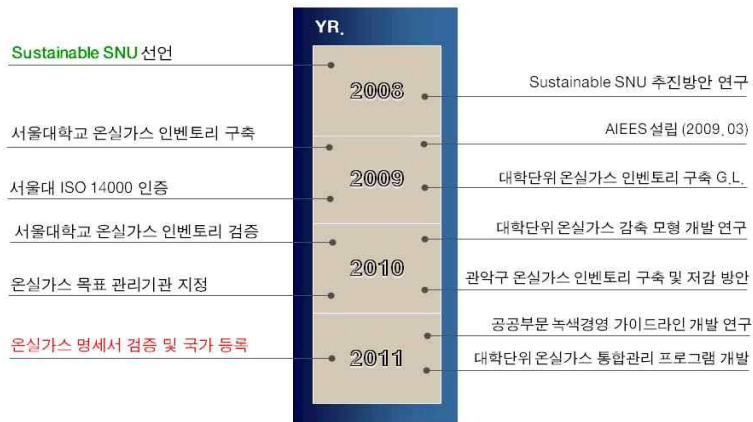 YR.
Sustainable SNU 선언
2008
Sustainable SNU 추진방안 연구
서울대학교 온실가스 인벤토리 구축
AIEES 설립 (2009. 03)
2009
서울대 ISO 14000 인증
대학단위 온실가스 인벤토리 구축 G.L.
서울대학교 온실가스 인벤토리 검증
대학단위 온실가스 감축 모형 개발 연구
2010
온실가스 목표 관리기관 지정
관악구 온실가스 인벤토리 구축 및 저감 방안
공공부문 녹색경영 가이드라인 개발 연구
온실가스 명세서 검증 및 국가 등록
2011
대학단위 온실가스 통합관리 프로그램 개발